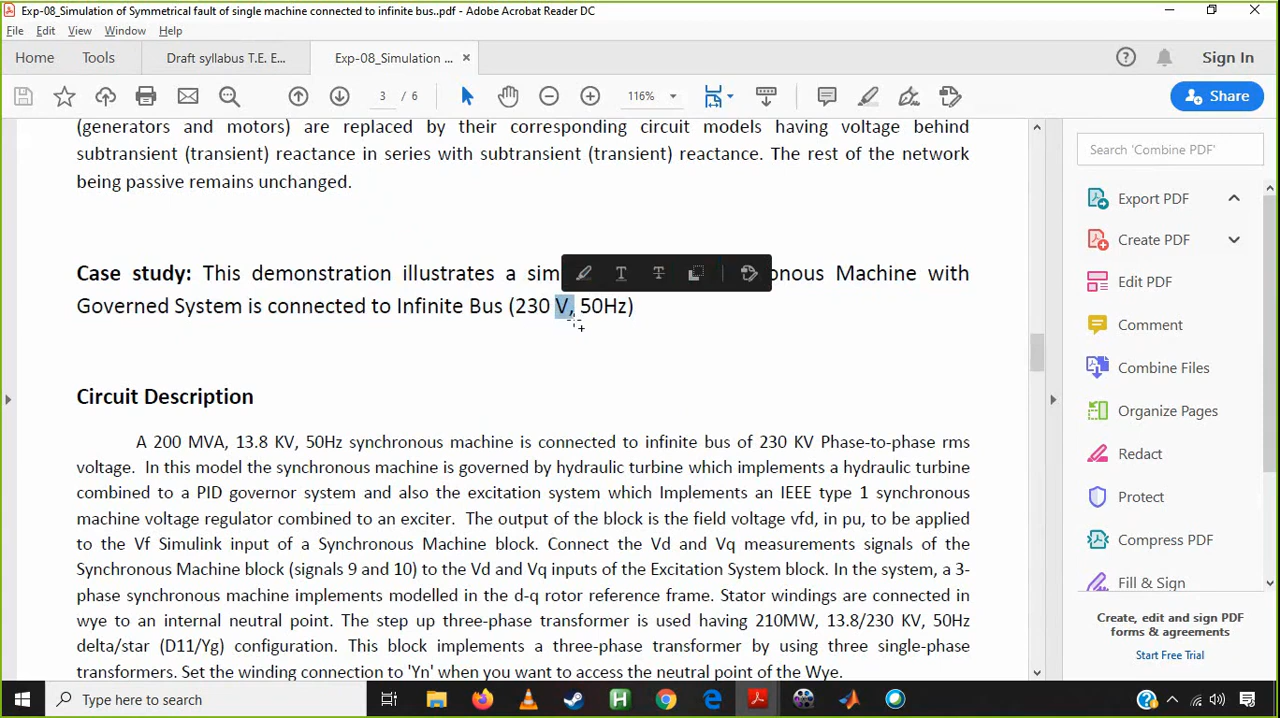 Exp-08_Simulation of Symmetrical fault of single machine connected to infinite bus..pdf - Adobe Acrobat Reader DC
File Edit View Window Help
Home Tools Draft syllabus T.E. E... Exp-08_Simulation ... × Sign In
3 / 6 116% Share
(generators and motors) are replaced by their corresponding circuit models having voltage behind
subtransient (transient) reactance in series with subtransient (transient) reactance. The rest of the network
being passive remains unchanged.
Case study: This demonstration illustrates a sim onous Machine with
Governed System is connected to Infinite Bus (230 V, 50Hz)
Circuit Description
A 200 MVA, 13.8 KV, 50Hz synchronous machine is connected to infinite bus of 230 KV Phase-to-phase rms
voltage. In this model the synchronous machine is governed by hydraulic turbine which implements a hydraulic turbine
combined to a PID governor system and also the excitation system which Implements an IEEE type 1 synchronous
machine voltage regulator combined to an exciter. The output of the block is the field voltage vfd, in pu, to be applied
to the Vf Simulink input of a Synchronous Machine block. Connect the Vd and Vq measurements signals of the
Synchronous Machine block (signals 9 and 10) to the Vd and Vq inputs of the Excitation System block. In the system, a 3-
phase synchronous machine implements modelled in the d-q rotor reference frame. Stator windings are connected in
wye to an internal neutral point. The step up three-phase transformer is used having 210MW, 13.8/230 KV, 50Hz
delta/star (D11/Yg) configuration. This block implements a three-phase transformer by using three single-phase
transformers. Set the winding connection to 'Yn' when you want to access the neutral point of the Wye.
Search 'Combine PDF'
Export PDF
Create PDF
Edit PDF
Comment
Combine Files
Organize Pages
Redact
Protect
Compress PDF
Fill & Sign
Create, edit and sign PDF
forms & agreements
Start Free Trial
Type here to search